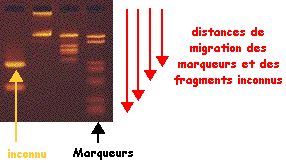 distances de
migration des
marqueurs et des
fragments inconnus
inconnu
Marqueurs